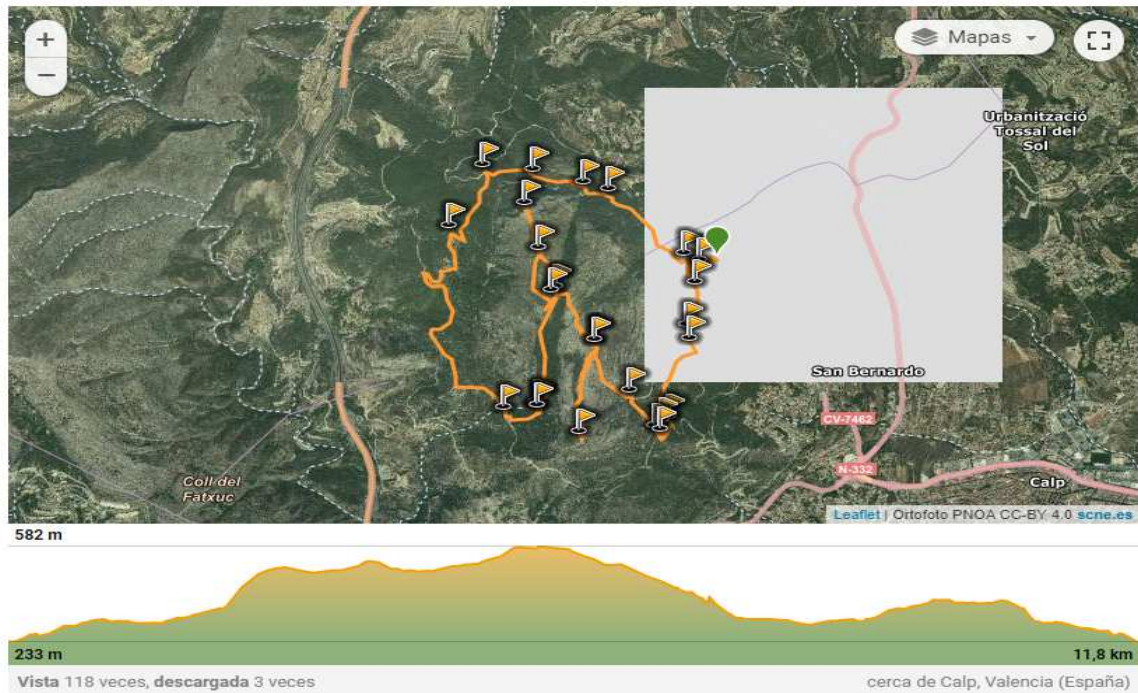 +
Mapas
−
Urbanització
Tossal del
Sol
San Bernardo
CV-7462
N-332
Calp
Coll del
Fatxuc
Leaflet | Ortofoto PNOA CC-BY 4.0 scne.es
582 m
233 m
11,8 km
Vista 118 veces, descargada 3 veces
cerca de Calp, Valencia (España)